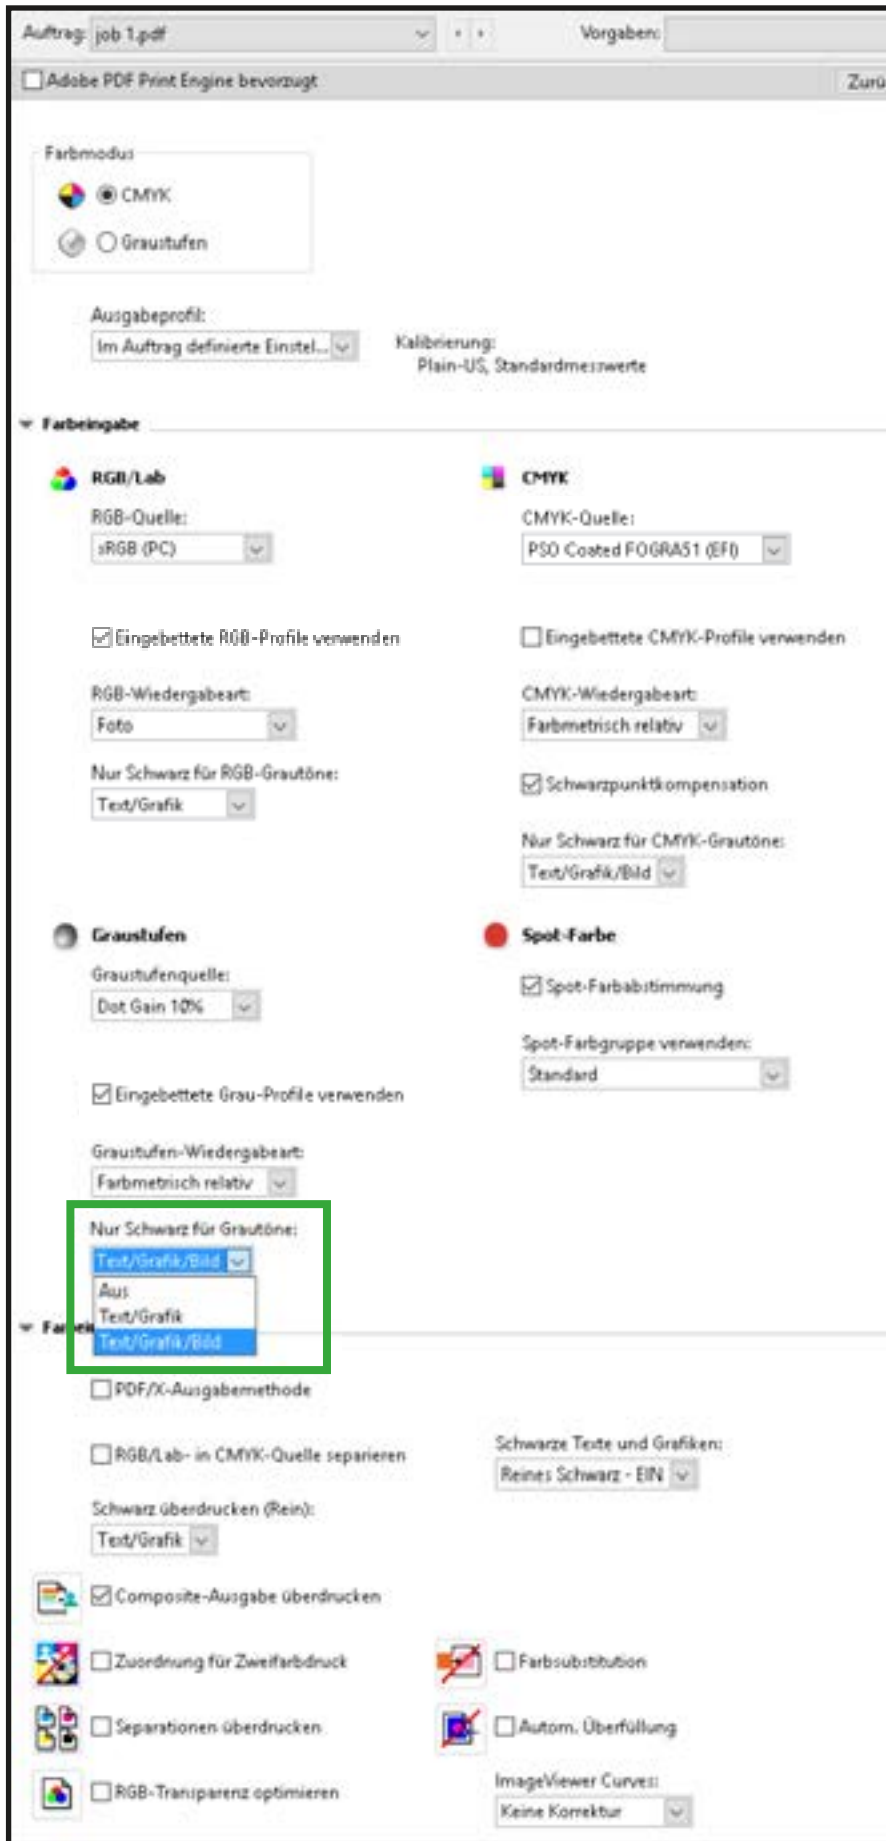 Auftrag: job 1.pdf Vorgaben:
Adobe PDF Print Engine bevorzugt Zurü
Farbmodus
CMYK
Graustufen
Ausgabeprofil:
Im Auftrag definierte Einstel...
Kalibrierung:
Plain-US, Standardmesswerte
Farbeingabe
RGB/Lab
RGB-Quelle:
sRGB (PC)
Eingebettete RGB-Profile verwenden
RGB-Wiedergabeart:
Foto
Nur Schwarz für RGB-Grautöne:
Text/Grafik
CMYK
CMYK-Quelle:
PSO Coated FOGRA51 (EFI)
Eingebettete CMYK-Profile verwenden
CMYK-Wiedergabeart:
Farbmetrisch relativ
Schwarzpunktkompensation
Nur Schwarz für CMYK-Grautöne:
Text/Grafik/Bild
Graustufen
Graustufenquelle:
Dot Gain 10%
Eingebettete Grau-Profile verwenden
Graustufen-Wiedergabeart:
Farbmetrisch relativ
Nur Schwarz für Grautöne:
Text/Grafik/Bild
Aus
Text/Grafik
Text/Grafik/Bild
Spot-Farbe
Spot-Farbabstimmung
Spot-Farbgruppe verwenden:
Standard
Farbei
PDF/X-Ausgabemethode
RGB/Lab- in CMYK-Quelle separieren
Schwarz überdrucken (Rein):
Text/Grafik
Schwarze Texte und Grafiken:
Reines Schwarz - EIN
Composite-Ausgabe überdrucken
Zuordnung für Zweifarbdruck
Farbsubstitution
Separationen überdrucken
Autom. Überfüllung
RGB-Transparenz optimieren
ImageViewer Curves:
Keine Korrektur